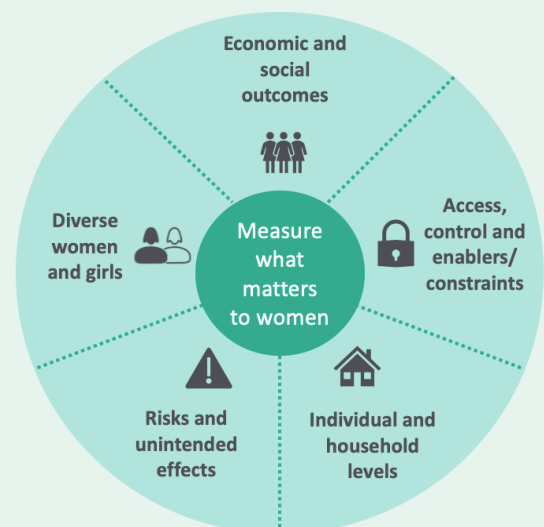 Economic and
social
outcomes
Access,
control and
enablers/
constraints
Individual and
household
levels
Risks and
unintended
effects
Diverse
women
and girls
Measure
what
matters
to women